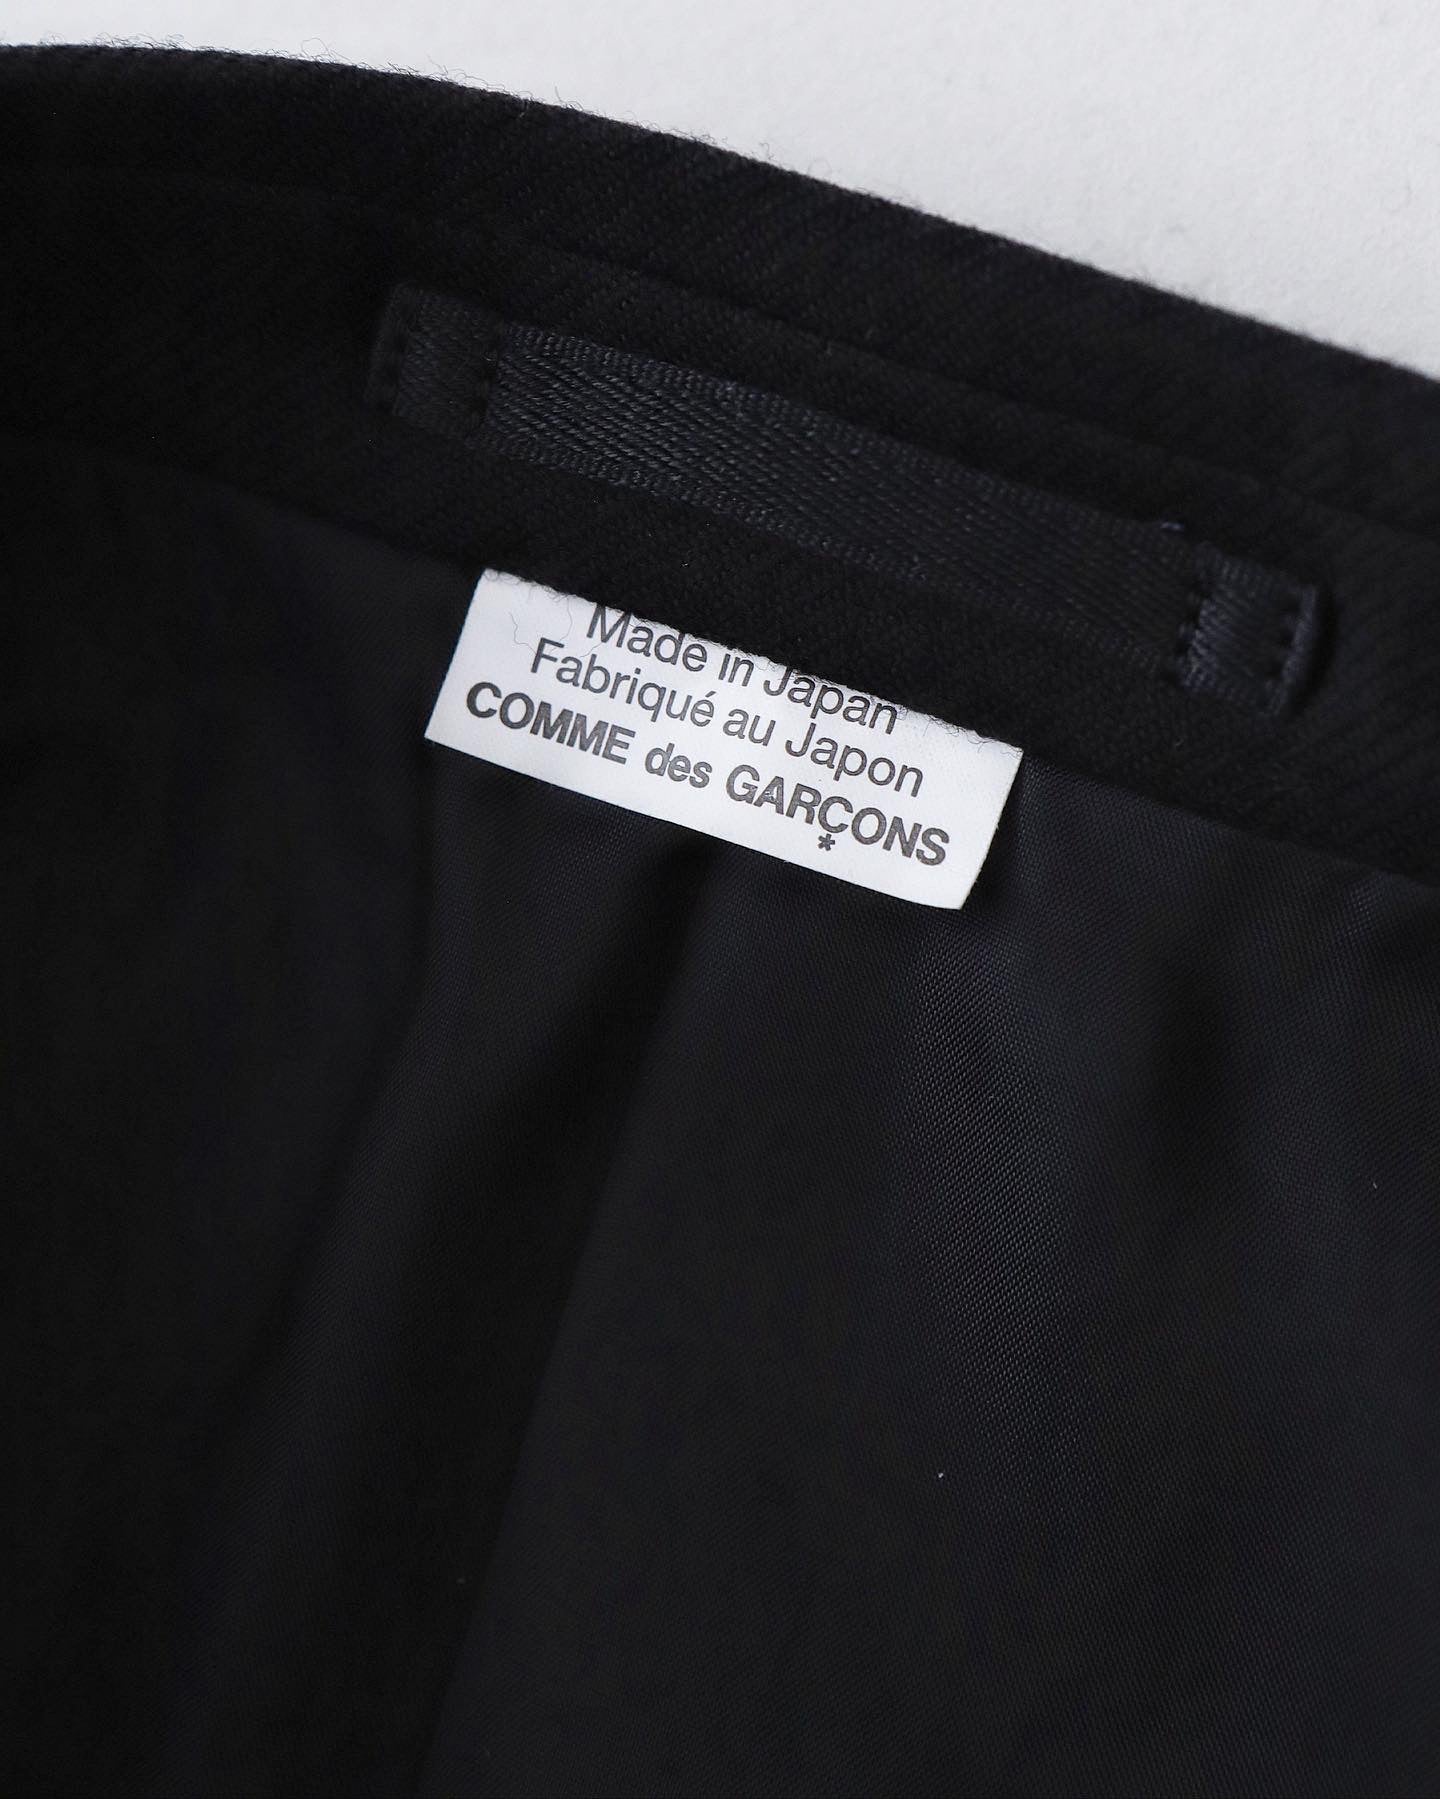 Made in Japan
Fabriqué au Japon
COMME des GARÇONS
*